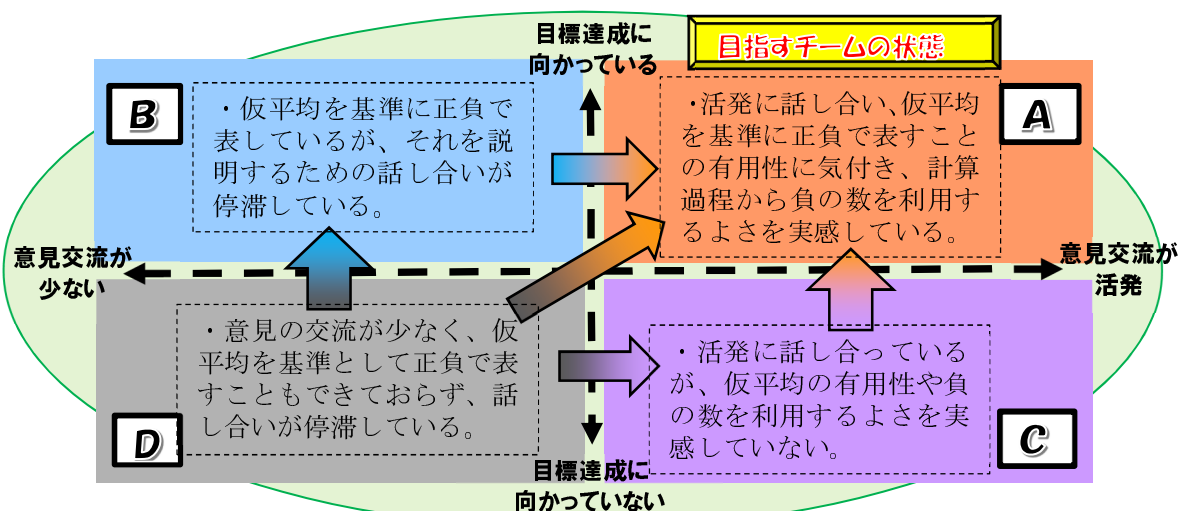 目標達成に
向かっている
目指すチームの状態
B
・仮平均を基準に正負で
表しているが、それを説
明するための話し合いが
停滞している。
A
・活発に話し合い、仮平均
を基準に正負で表すこと
の有用性に気付き、計算
過程から負の数を利用す
るよさを実感している。
意見交流が
少ない
意見交流が
活発
D
・意見の交流が少なく、仮
平均を基準として正負で表
すこともできておらず、話
し合いが停滞している。
C
・活発に話し合っている
が、仮平均の有用性や負
の数を利用するよさを実
感していない。
目標達成に
向かっていない